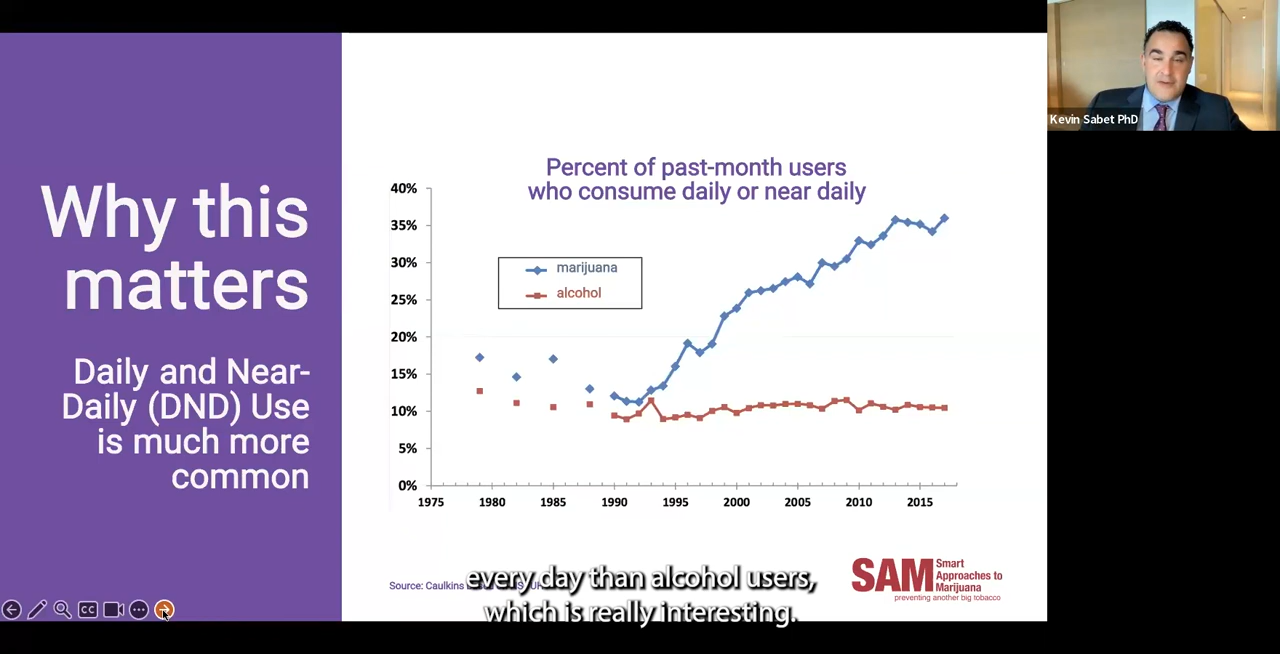 Why this
matters
Daily and Near-
Daily (DND) Use
is much more
common
Percent of past-month users
who consume daily or near daily
40%
35%
30%
25%
20%
15%
10%
5%
0%
marijuana
alcohol
1975 1980 1985 1990 1995 2000 2005 2010 2015
Source: Caulkins
SAM
Smart
Approaches to
Marijuana
preventing another big tobacco
every day than alcohol users,
which is really interesting.
CC
Kevin Sabet PhD